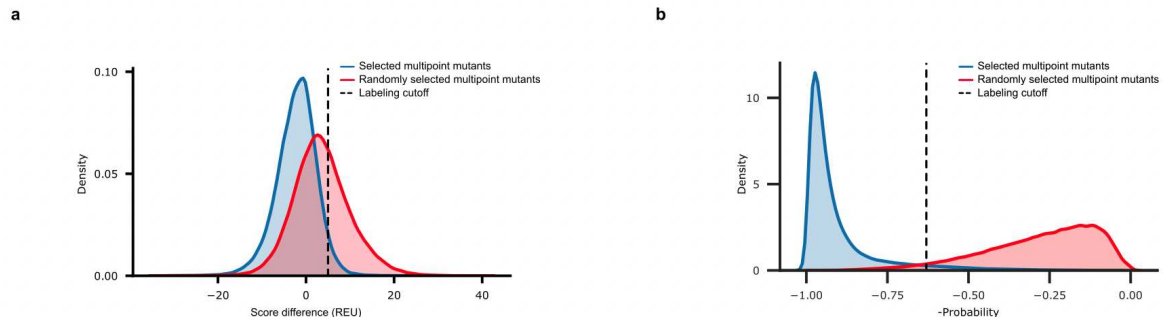 a
Selected multipoint mutants
Randomly selected multipoint mutants
Labeling cutoff
0.10
0.05
0.00
Density
−20
0
20
40
Score difference (REU)
b
Selected multipoint mutants
Randomly selected multipoint mutants
Labeling cutoff
10
5
0
Density
−1.00
−0.75
−0.50
−0.25
0.00
-Probability